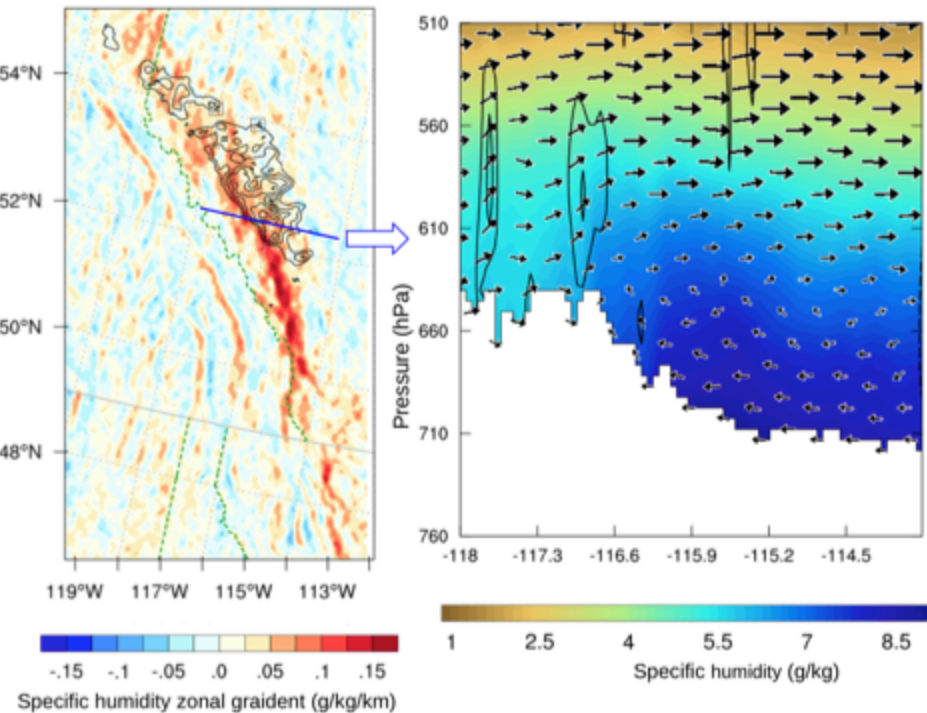 54°N
52°N
50°N
48°N
119°W 117°W 115°W 113°W
-.15 -.1 -.05 .0 .05 .1 .15
Specific humidity zonal graident (g/kg/km)
Pressure (hPa)
510
560
610
660
710
760
-118 -117.3 -116.6 -115.9 -115.2 -114.5
1 2.5 4 5.5 7 8.5
Specific humidity (g/kg)